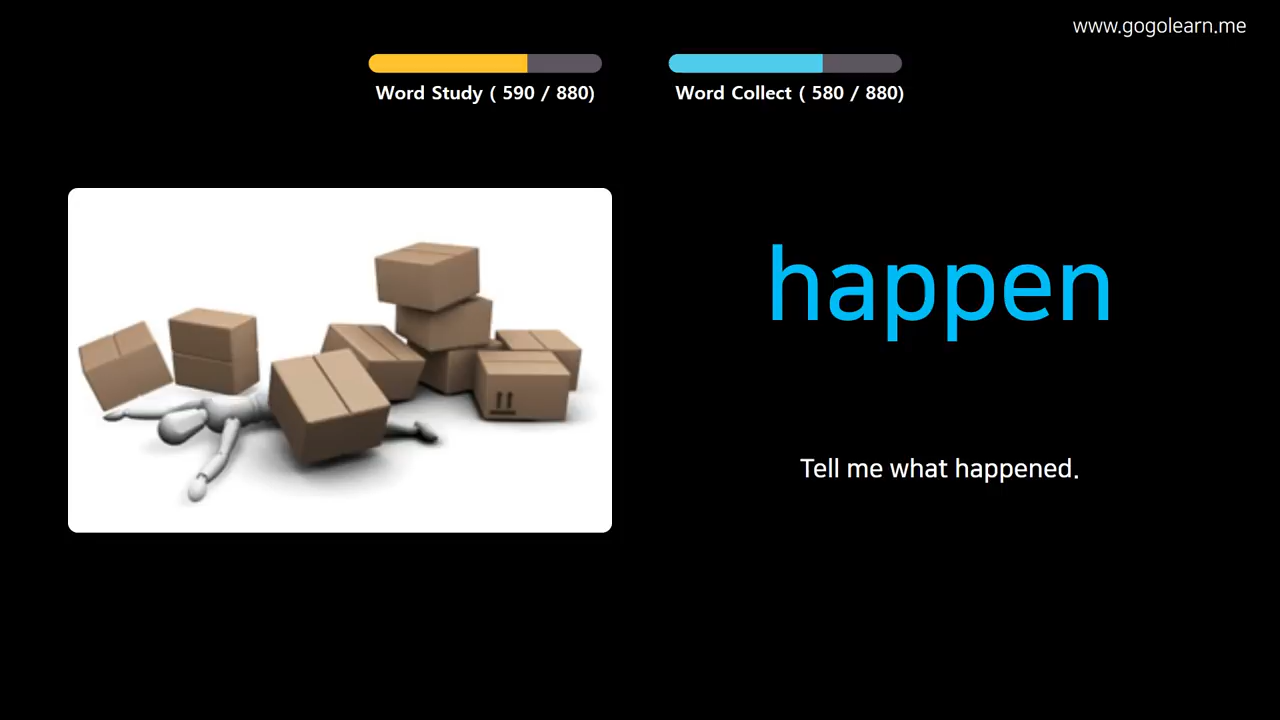 www.gogolearn.me
Word Study ( 590 / 880)
Word Collect ( 580 / 880)
happen
Tell me what happened.